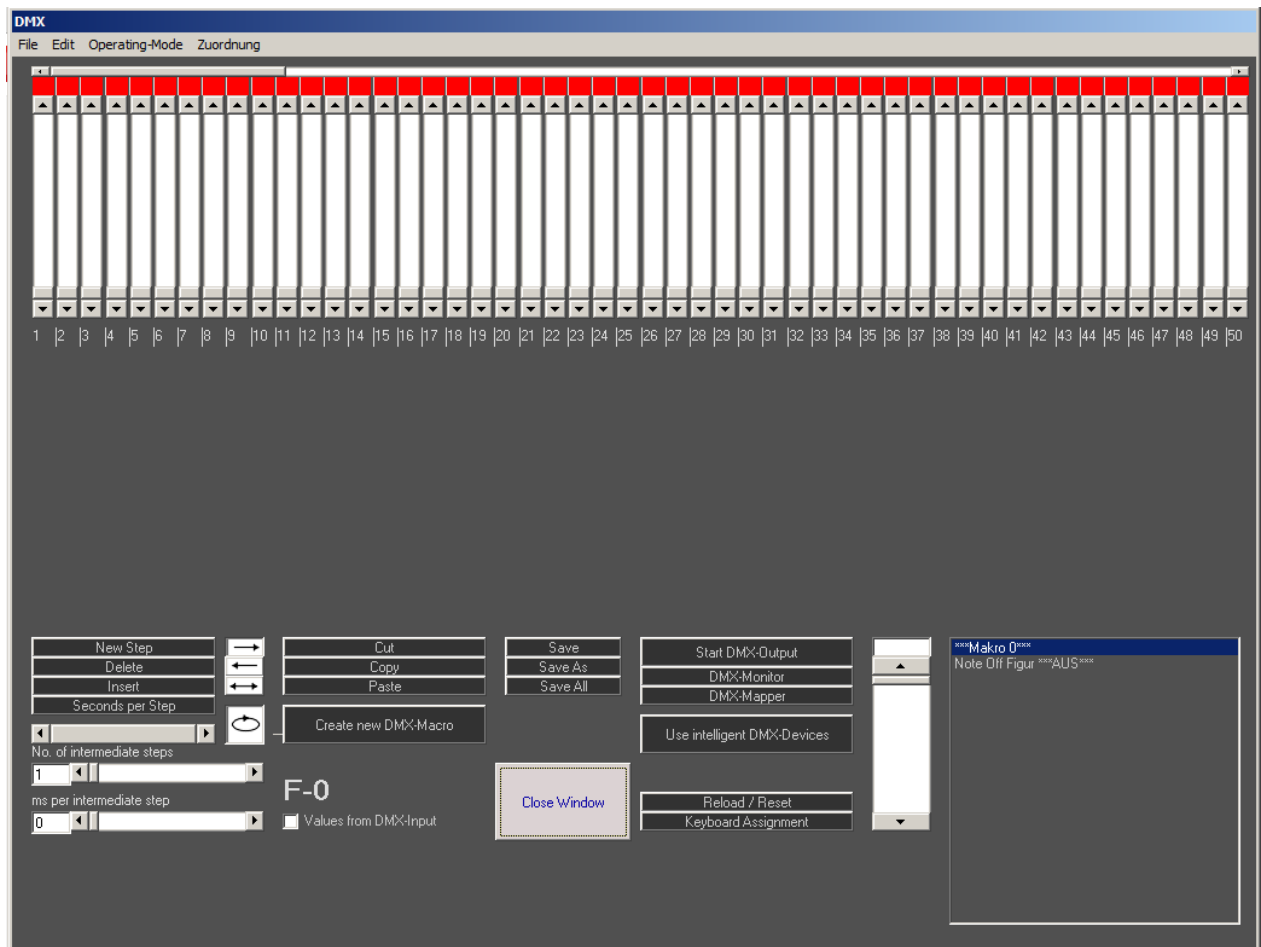 DMX
File Edit Operating-Mode Zuordnung
1 |2 |3 |4 |5 |6 |7 |8 |9 |10 |11 |12 |13 |14 |15 |16 |17 |18 |19 |20 |21 |22 |23 |24 |25 |26 |27 |28 |29 |30 |31 |32 |33 |34 |35 |36 |37 |38 |39 |40 |41 |42 |43 |44 |45 |46 |47 |48 |49 |50
New Step
Delete
Insert
Seconds per Step
No. of intermediate steps
1
ms per intermediate step
0
Cut
Copy
Paste
_ Create new DMX-Macro
F-0
Values from DMX-Input
Save
Save As
Save All
Close Window
Start DMX-Output
DMX-Monitor
DMX-Mapper
Use intelligent DMX-Devices
Reload / Reset
Keyboard Assignment
***Makro 0***
Note Off Figur ***AUS***